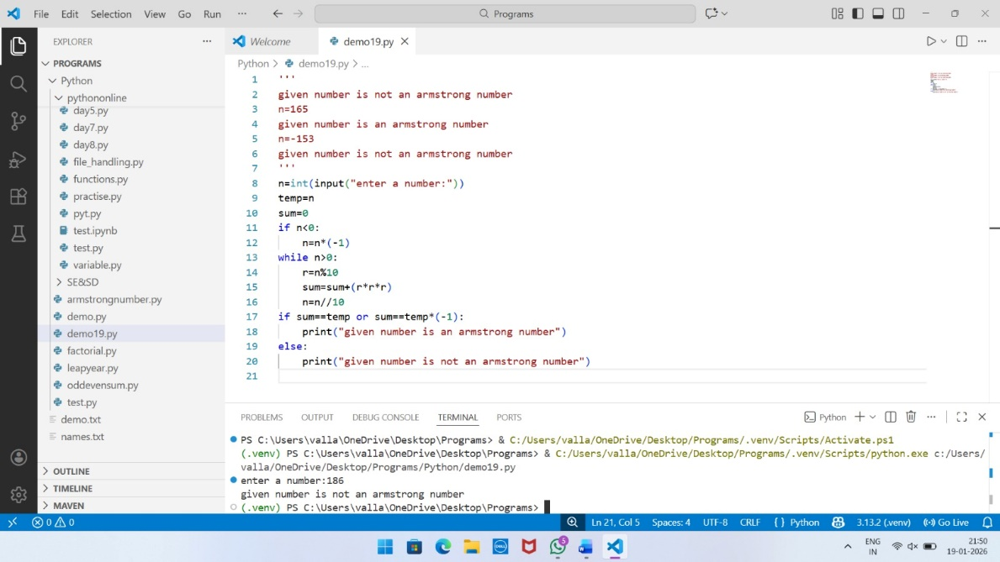 File Edit Selection View Go Run ··· Programs
EXPLORER ···
PROGRAMS
Python
pythononline
day5.py
day7.py
day8.py
file_handling.py
functions.py
practise.py
pyt.py
test.ipynb
test.py
variable.py
SE&SD
armstrongnumber.py
demo.py
demo19.py
factorial.py
leapyear.py
oddevensum.py
test.py
demo.txt
names.txt
OUTLINE
TIMELINE
MAVEN
Welcome demo19.py
Python > demo19.py > ...
1 '''
2 given number is not an armstrong number
3 n=165
4 given number is an armstrong number
5 n=-153
6 given number is not an armstrong number
7 '''
8 n=int(input("enter a number:"))
9 temp=n
10 sum=0
11 if n<0:
12 n=n*(-1)
13 while n>0:
14 r=n%10
15 sum=sum+(r*r*r)
16 n=n//10
17 if sum==temp or sum==temp*(-1):
18 print("given number is an armstrong number")
19 else:
20 print("given number is not an armstrong number")
21
PROBLEMS OUTPUT DEBUG CONSOLE TERMINAL PORTS Python
PS C:\Users\valla\OneDrive\Desktop\Programs> & C:/Users/valla/OneDrive/Desktop/Programs/.venv/Scripts/Activate.ps1
(.venv) PS C:\Users\valla\OneDrive\Desktop\Programs> & C:/Users/valla/OneDrive/Desktop/Programs/.venv/Scripts/python.exe c:/Users/
valla/OneDrive/Desktop/Programs/Python/demo19.py
enter a number:186
given number is not an armstrong number
(.venv) PS C:\Users\valla\OneDrive\Desktop\Programs>
0 0 Ln 21, Col 5 Spaces: 4 UTF-8 CRLF { } Python 3.13.2 (.venv) Go Live
DELL 5 W ENG
IN
21:50
19-01-2026